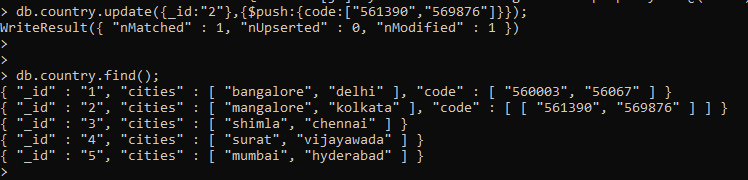 > db.country.update({_id:"2"},{$push:{code:["561390","569876"]}});
WriteResult({ "nMatched" : 1, "nUpserted" : 0, "nModified" : 1 })
>
>
> db.country.find();
{ "_id" : "1", "cities" : [ "bangalore", "delhi" ], "code" : [ "560003", "56067" ] }
{ "_id" : "2", "cities" : [ "mangalore", "kolkata" ], "code" : [ [ "561390", "569876" ] ] }
{ "_id" : "3", "cities" : [ "shimla", "chennai" ] }
{ "_id" : "4", "cities" : [ "surat", "vijayawada" ] }
{ "_id" : "5", "cities" : [ "mumbai", "hyderabad" ] }
>